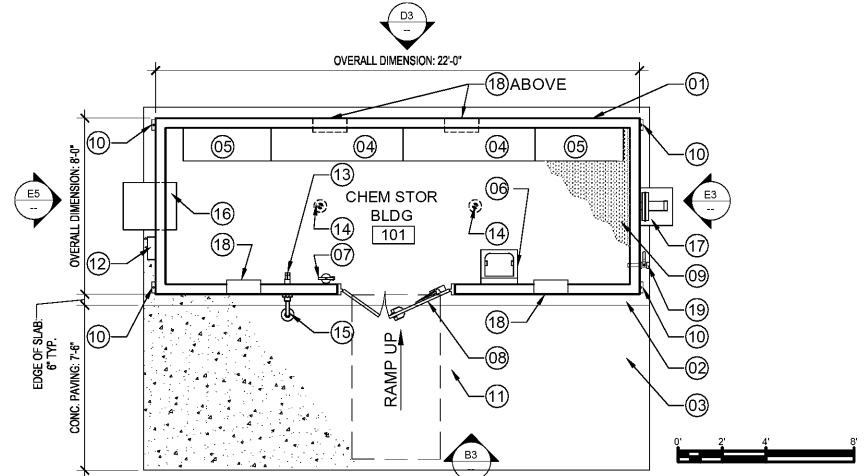 D3
--
OVERALL DIMENSION: 22'-0"
18 ABOVE
01
10
05
04
04
05
10
OVERALL DIMENSION: 8'-0"
13
CHEM STOR
BLDG
101
06
E5
--
E3
--
16
14
14
17
12
18
07
09
19
10
15
18
08
10
02
EDGE OF SLAB:
6" TYP.
CONC. PAVING: 7'-6"
RAMP UP
11
03
B3
--
0'
2'
4'
8'